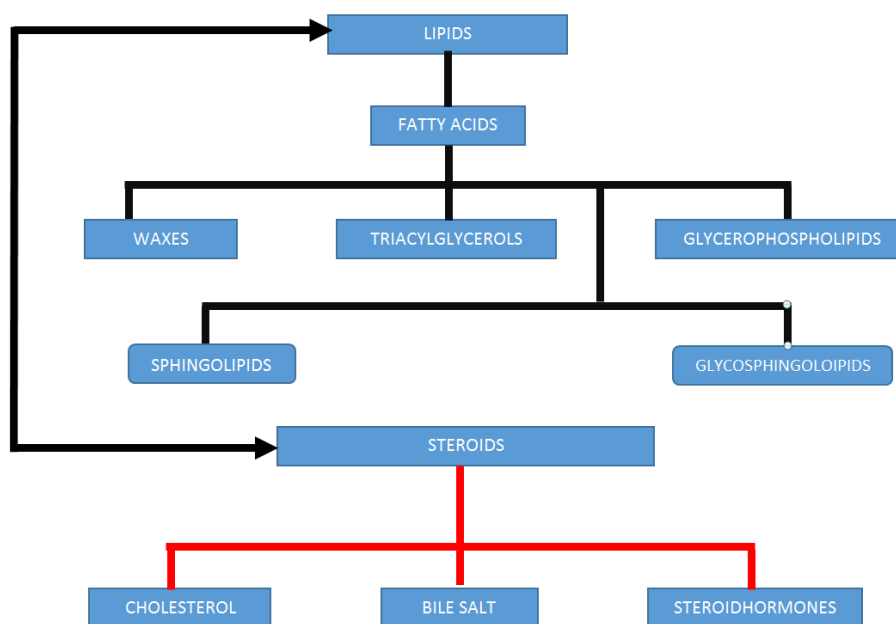 LIPIDS
FATTY ACIDS
WAXES
TRIACYLGLYCEROLS
GLYCEROPHOSPHOLIPIDS
SPHINGOLIPIDS
GLYCOSPHINGOLOIPIDS
STEROIDS
CHOLESTEROL
BILE SALT
STEROIDHORMONES